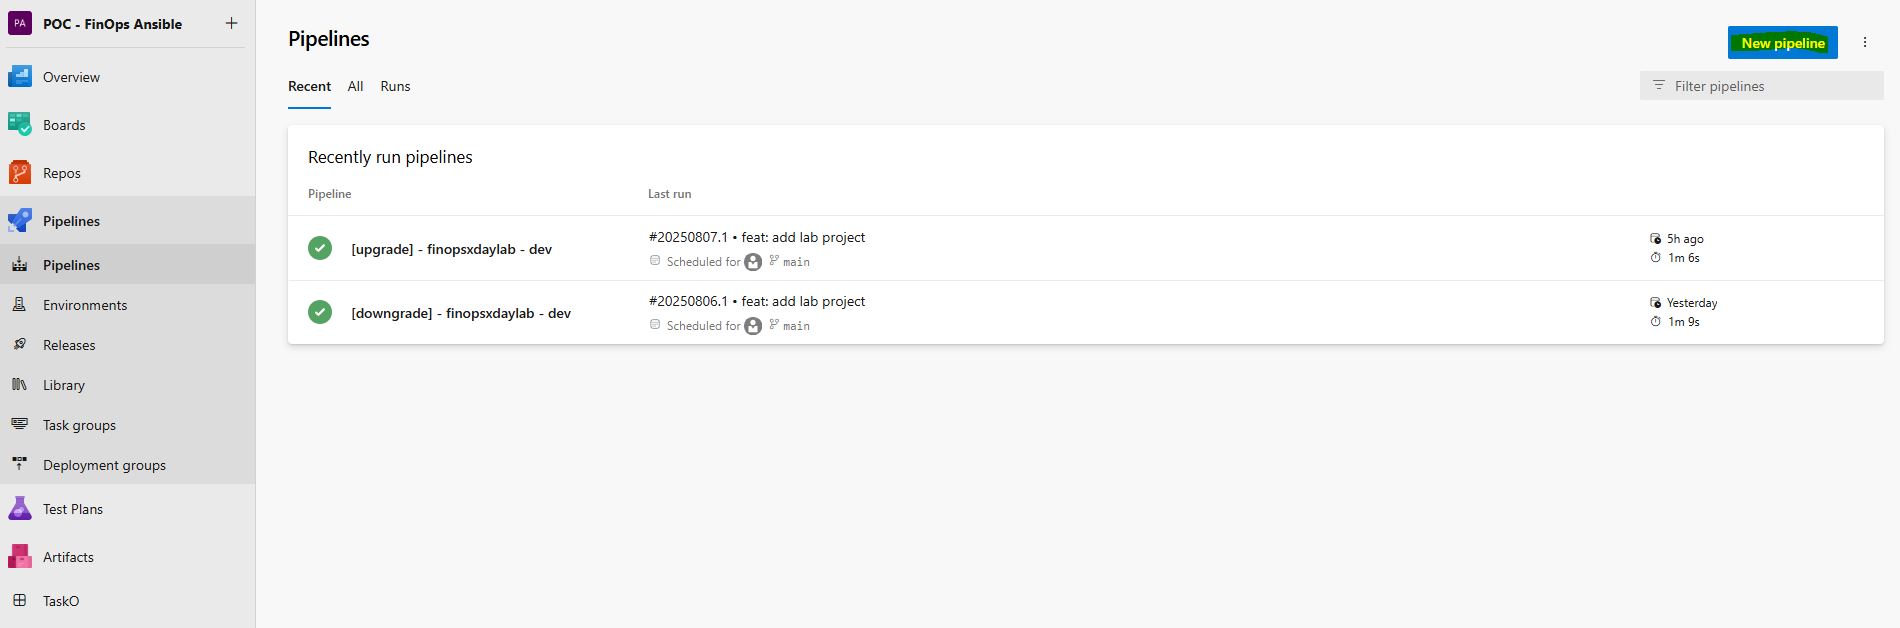 PA POC - FinOps Ansible +
Overview
Boards
Repos
Pipelines
Pipelines
Environments
Releases
Library
Task groups
Deployment groups
Test Plans
Artifacts
TaskO
Pipelines
New pipeline
Recent All Runs
Filter pipelines
Recently run pipelines
Pipeline Last run
[upgrade] - finopsxdaylab - dev
#20250807.1 • feat: add lab project
Scheduled for main
5h ago
1m 6s
[downgrade] - finopsxdaylab - dev
#20250806.1 • feat: add lab project
Scheduled for main
Yesterday
1m 9s